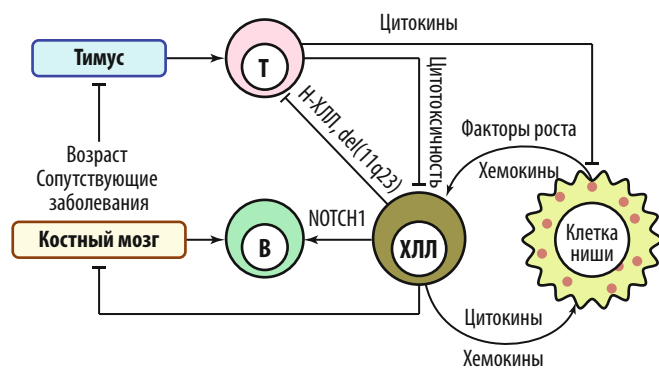 Цитокины
Тимус
Т
Цитотоксичность
Н-ХЛЛ, del(11q23)
Факторы роста
Хемокины
Возраст
Сопутствующие
заболевания
Костный мозг
В
NOTCH1
ХЛЛ
Клетка
ниши
Цитокины
Хемокины